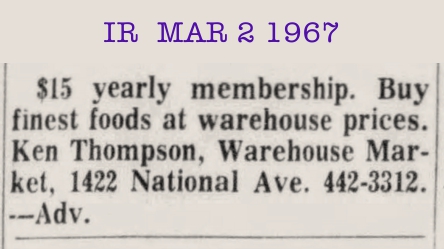 IR MAR 2 1967
$15 yearly membership. Buy
finest foods at warehouse prices.
Ken Thompson, Warehouse Mar-
ket, 1422 National Ave. 442-3312.
—Adv.